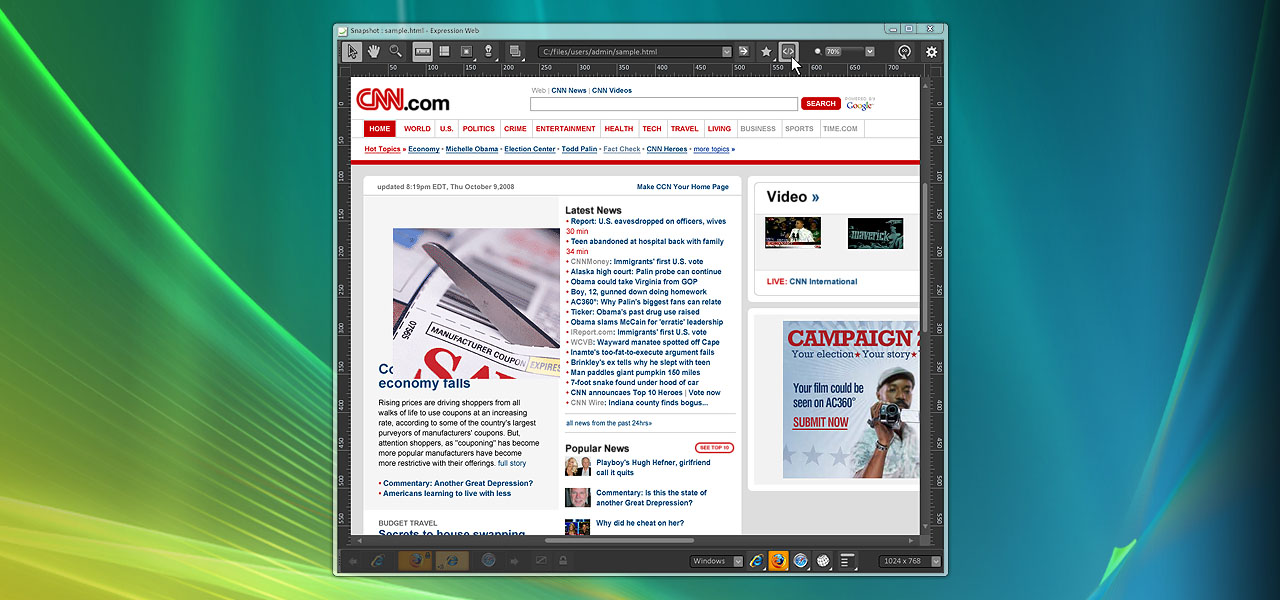 Snapshot : sample.html - Expression Web
C:/files/users/admin/sample.html
70%
50 100 150 200 250 300 350 400 450 500 550 600 650 700
CNN.com
Web | CNN News | CNN Videos
SEARCH
POWERED BY
Google
HOME WORLD U.S. POLITICS CRIME ENTERTAINMENT HEALTH TECH TRAVEL LIVING BUSINESS SPORTS TIME.COM
Hot Topics » Economy • Michelle Obama • Election Center • Todd Palin • Fact Check • CNN Heroes • more topics »
updated 8:19pm EDT, Thu October 9,2008
Make CCN Your Home Page
MANUFACTURER COUPON
EXPIRES
Co
economy falls
Rising prices are driving shoppers from all
walks of life to use coupons at an increasing
rate, according to some of the country's largest
purveyors of manufacturers' coupons. But,
attention shoppers, as "couponing" has become
more popular manufacturers have become
more restrictive with their offerings. full story
• Commentary: Another Great Depression?
• Americans learning to live with less
BUDGET TRAVEL
Secrets to house swapping
Latest News
• Report: U.S. eavesdropped on officers, wives
30 min
• Teen abandoned at hospital back with family
34 min
• CNNMoney: Immigrants' first U.S. vote
• Alaska high court: Palin probe can continue
• Obama could take Virginia from GOP
• Boy, 12, gunned down doing homework
• AC360°: Why Palin's biggest fans can relate
• Ticker: Obama's past drug use raised
• Obama slams McCain for 'erratic' leadership
• iReport.com: Immigrants' first U.S. vote
• WCVB: Wayward manatee spotted off Cape
• Inamte's too-fat-to-execute argument fails
• Brinkley's ex tells why he slept with teen
• Man paddles giant pumpkin 150 miles
• 7-foot snake found under hood of car
• CNN announcaes Top 10 Heroes | Vote now
• CNN Wire: Indiana county finds bogus...
all news from the past 24hrs»
Popular News
SEE TOP 10
Playboy's Hugh Hefner, girlfriend
call it quits
Commentary: Is this the state of
another Great Drepression?
Why did he cheat on her?
Video »
maverick
LIVE: CNN International
CAMPAIGN 2
Your election★Your story★
Your film could be
seen on AC360°
SUBMIT NOW
Windows
1024 x 768